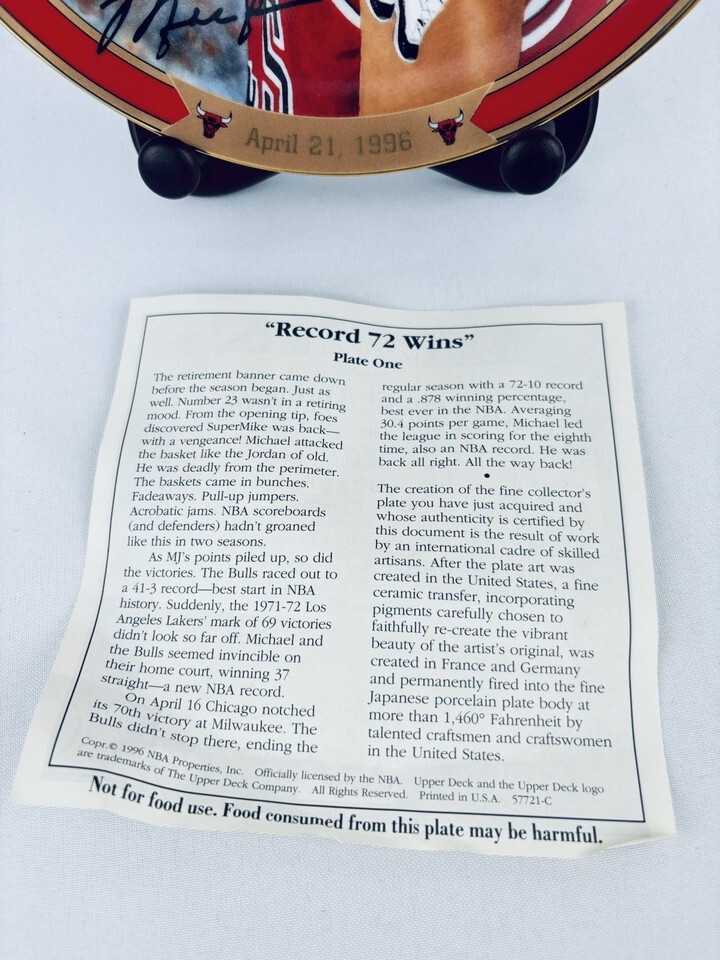 April 21, 1996
"Record 72 Wins"
Plate One
The retirement banner came down
before the season began. Just as
well. Number 23 wasn't in a retiring
mood. From the opening tip, foes
discovered SuperMike was back—
with a vengeance! Michael attacked
the basket like the Jordan of old.
He was deadly from the perimeter.
The baskets came in bunches.
Fadeaways. Pull-up jumpers.
Acrobatic jams. NBA scoreboards
(and defenders) hadn't groaned
like this in two seasons.
As MJ's points piled up, so did
the victories. The Bulls raced out to
a 41-3 record—best start in NBA
history. Suddenly, the 1971-72 Los
Angeles Lakers' mark of 69 victories
didn't look so far off. Michael and
the Bulls seemed invincible on
their home court, winning 37
straight—a new NBA record.
On April 16 Chicago notched
its 70th victory at Milwaukee. The
Bulls didn't stop there, ending the
regular season with a 72-10 record
and a .878 winning percentage,
best ever in the NBA. Averaging
30.4 points per game, Michael led
the league in scoring for the eighth
time, also an NBA record. He was
back all right. All the way back!
•
The creation of the fine collector's
plate you have just acquired and
whose authenticity is certified by
this document is the result of work
by an international cadre of skilled
artisans. After the plate art was
created in the United States, a fine
ceramic transfer, incorporating
pigments carefully chosen to
faithfully re-create the vibrant
beauty of the artist's original, was
created in France and Germany
and permanently fired into the fine
Japanese porcelain plate body at
more than 1,460° Fahrenheit by
talented craftsmen and craftswomen
in the United States.
Copr. © 1996 NBA Properties, Inc. Officially licensed by the NBA. Upper Deck and the Upper Deck logo
are trademarks of The Upper Deck Company. All Rights Reserved. Printed in U.S.A. 57721-C
Not for food use. Food consumed from this plate may be harmful.